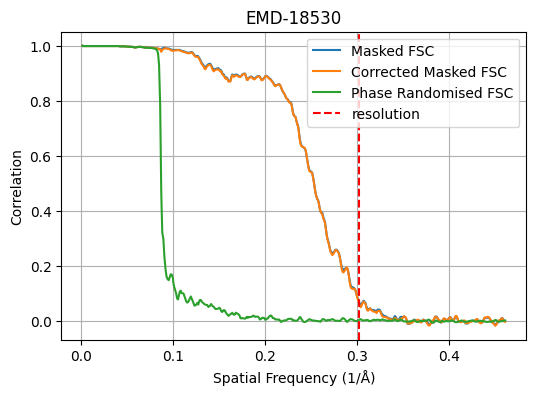 EMD-18530
Masked FSC
Corrected Masked FSC
Phase Randomised FSC
resolution
1.0
0.8
0.6
0.4
0.2
0.0
Correlation
0.0 0.1 0.2 0.3 0.4
Spatial Frequency (1/Å)